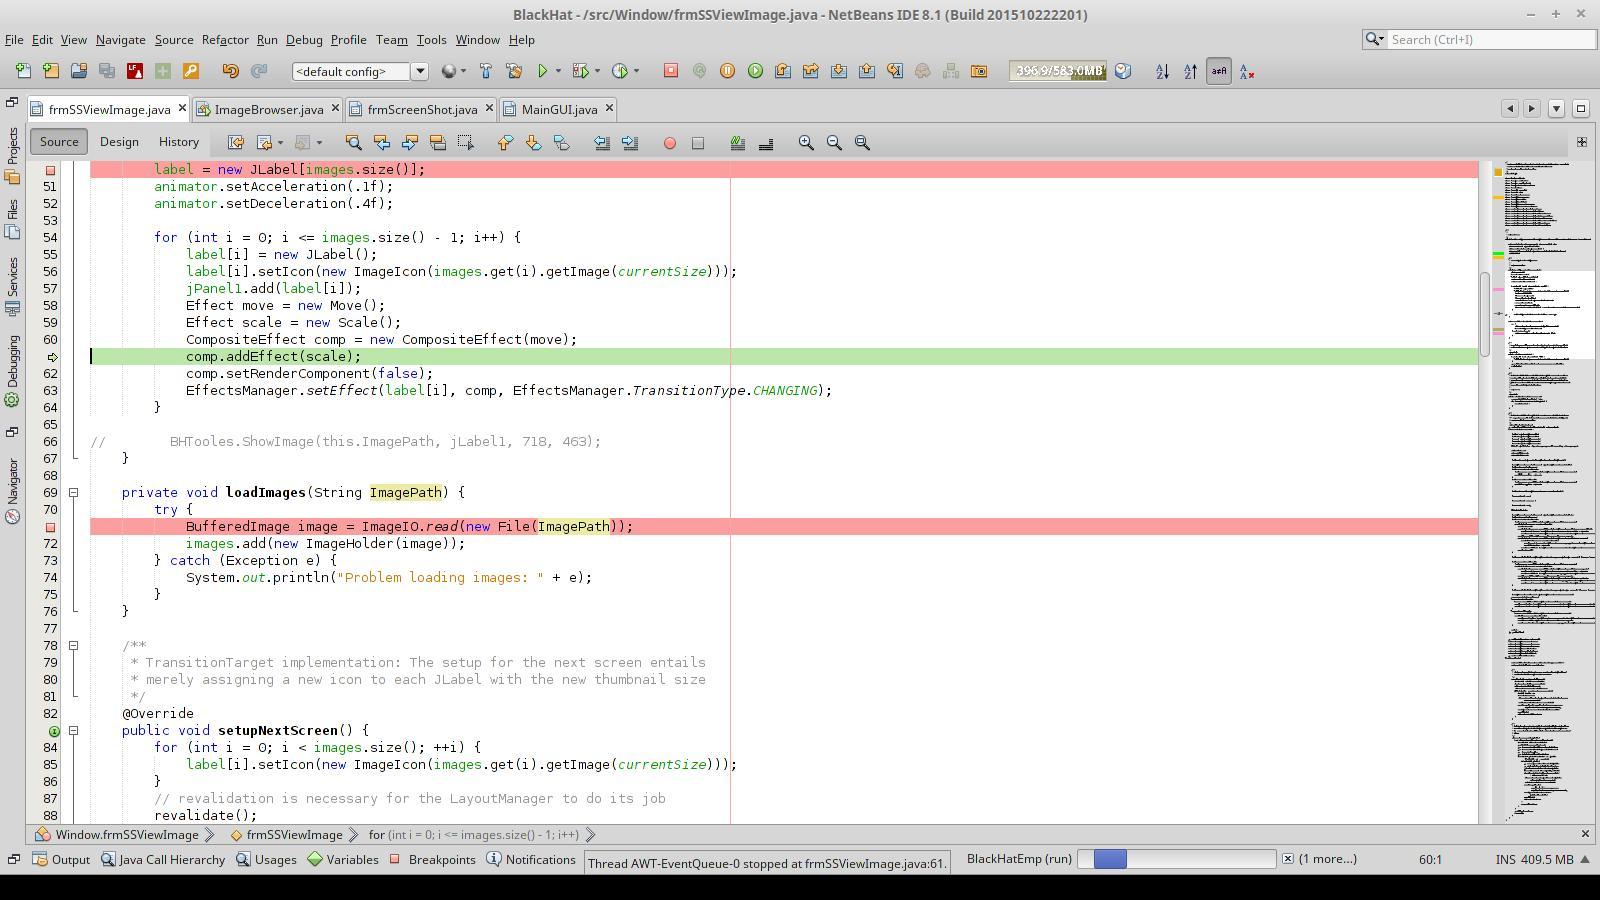 BlackHat - /src/Window/frmSSViewImage.java - NetBeans IDE 8.1 (Build 201510222201)
File Edit View Navigate Source Refactor Run Debug Profile Team Tools Window Help
Search (Ctrl+I)
<default config>
396.9/583.0MB
frmSSViewImage.java ImageBrowser.java frmScreenShot.java MainGUI.java
Source Design History
Projects
Files
Services
Debugging
Navigator
label = new JLabel[images.size()];
51 animator.setAcceleration(.1f);
52 animator.setDeceleration(.4f);
53
54 for (int i = 0; i <= images.size() - 1; i++) {
55 label[i] = new JLabel();
56 label[i].setIcon(new ImageIcon(images.get(i).getImage(currentSize)));
57 jPanel1.add(label[i]);
58 Effect move = new Move();
59 Effect scale = new Scale();
60 CompositeEffect comp = new CompositeEffect(move);
comp.addEffect(scale);
62 comp.setRenderComponent(false);
63 EffectsManager.setEffect(label[i], comp, EffectsManager.TransitionType.CHANGING);
64 }
65
66 // BHTooles.ShowImage(this.ImagePath, jLabel1, 718, 463);
67 }
68
69 private void loadImages(String ImagePath) {
70 try {
BufferedImage image = ImageIO.read(new File(ImagePath));
72 images.add(new ImageHolder(image));
73 } catch (Exception e) {
74 System.out.println("Problem loading images: " + e);
75 }
76 }
77
78 /**
79 * TransitionTarget implementation: The setup for the next screen entails
80 * merely assigning a new icon to each JLabel with the new thumbnail size
81 */
82 @Override
public void setupNextScreen() {
84 for (int i = 0; i < images.size(); ++i) {
85 label[i].setIcon(new ImageIcon(images.get(i).getImage(currentSize)));
86 }
87 // revalidation is necessary for the LayoutManager to do its job
88 revalidate();
Window.frmSSViewImage frmSSViewImage for (int i = 0; i <= images.size() - 1; i++)
Output Java Call Hierarchy Usages Variables Breakpoints Notifications Thread AWT-EventQueue-0 stopped at frmSSViewImage.java:61. BlackHatEmp (run) (1 more...) 60:1 INS 409.5 MB